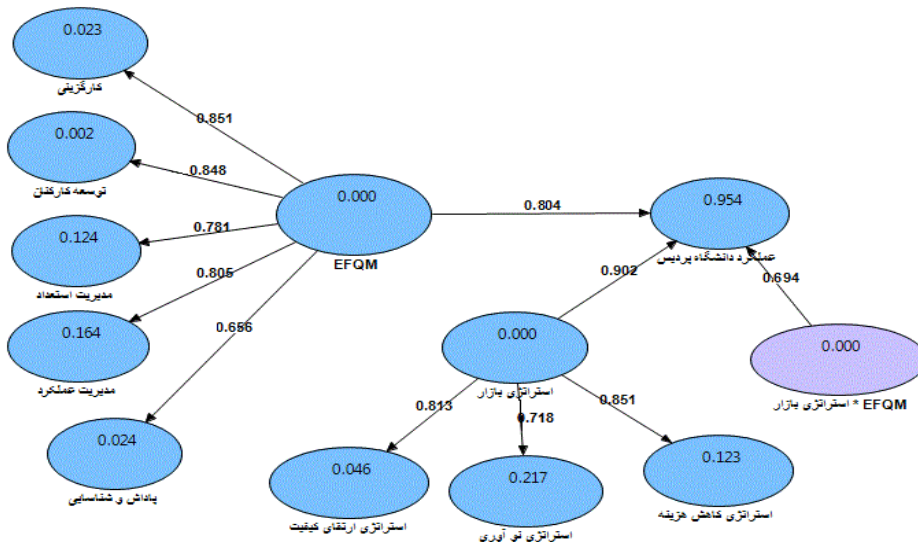 0.023
کارگزینی
0.851
0.002
توسعه کارکنان
0.848
0.124
مدیریت استعداد
0.781
0.164
مدیریت عملکرد
0.805
0.024
پاداش و شناسایی
0.656
0.000
EFQM
0.804
0.954
عملکرد دانشگاه پردیس
0.902
0.694
0.000
استراتژی بازار
0.000
استراتژی بازار * EFQM
0.813
0.718
0.851
0.046
استراتژی ارتقای کیفیت
0.217
استراتژی نو آوری
0.123
استراتژی کاهش هزینه